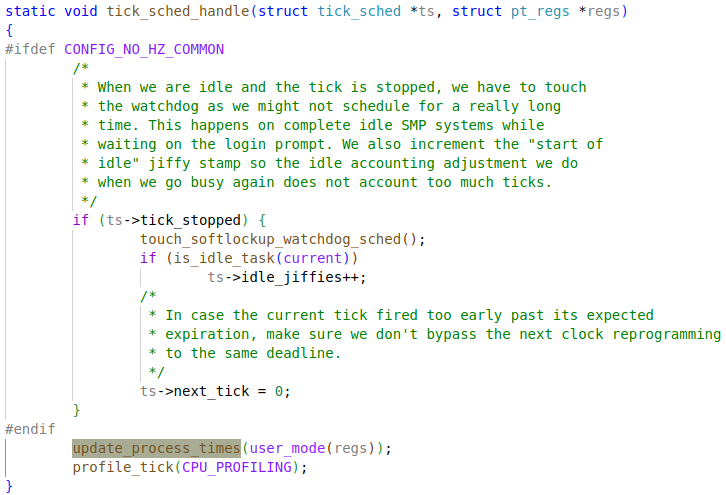 static void tick_sched_handle(struct tick_sched *ts, struct pt_regs *regs)
{
#ifdef CONFIG_NO_HZ_COMMON
        /*
         * When we are idle and the tick is stopped, we have to touch
         * the watchdog as we might not schedule for a really long
         * time. This happens on complete idle SMP systems while
         * waiting on the login prompt. We also increment the "start of
         * idle" jiffy stamp so the idle accounting adjustment we do
         * when we go busy again does not account too much ticks.
         */
        if (ts->tick_stopped) {
                touch_softlockup_watchdog_sched();
                if (is_idle_task(current))
                        ts->idle_jiffies++;
                /*
                 * In case the current tick fired too early past its expected
                 * expiration, make sure we don't bypass the next clock reprogramming
                 * to the same deadline.
                 */
                ts->next_tick = 0;
        }
#endif
        update_process_times(user_mode(regs));
        profile_tick(CPU_PROFILING);
}